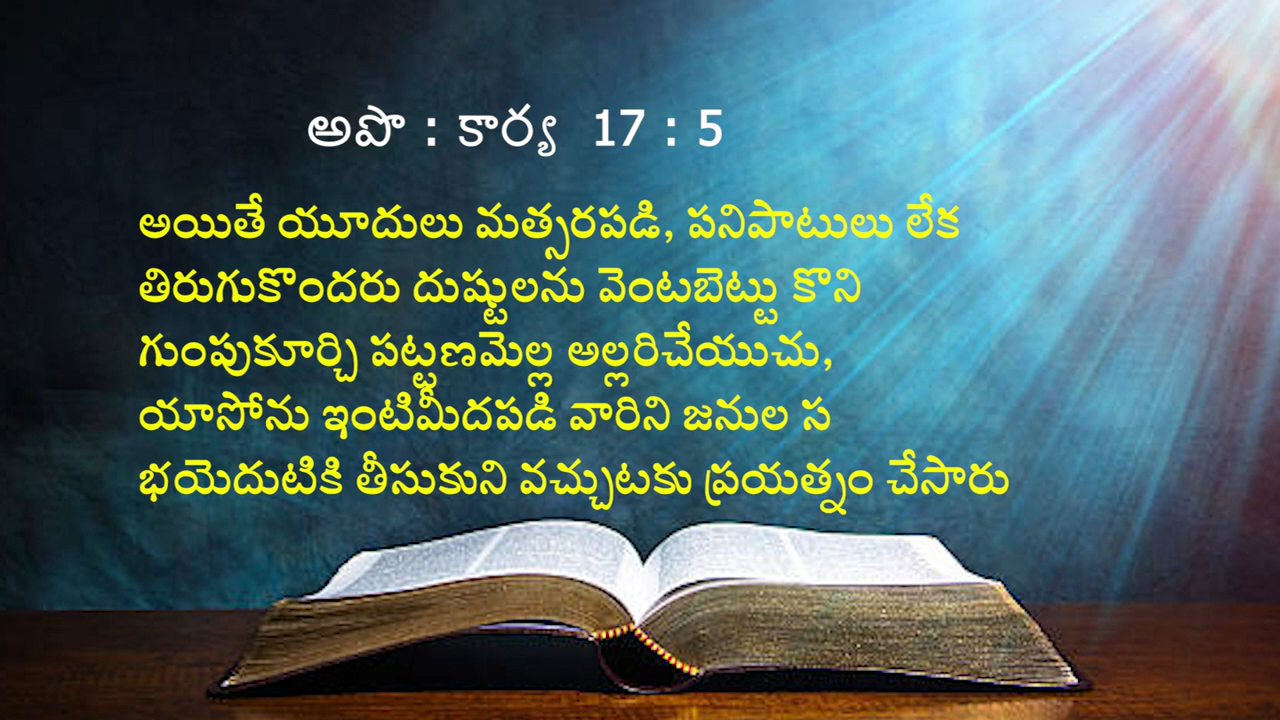 అపొ : కార్య 17 : 5
అయితే యూదులు మత్సరపడి, పనిపాటులు లేక
తిరుగుకొందరు దుష్టులను వెంటబెట్టు కొని
గుంపుకూర్చి పట్టణమెల్ల అల్లరిచేయుచు,
యాసోను ఇంటిమీదపడి వారిని జనుల స
భయెదుటికి తీసుకుని వచ్చుటకు ప్రయత్నం చేసారు